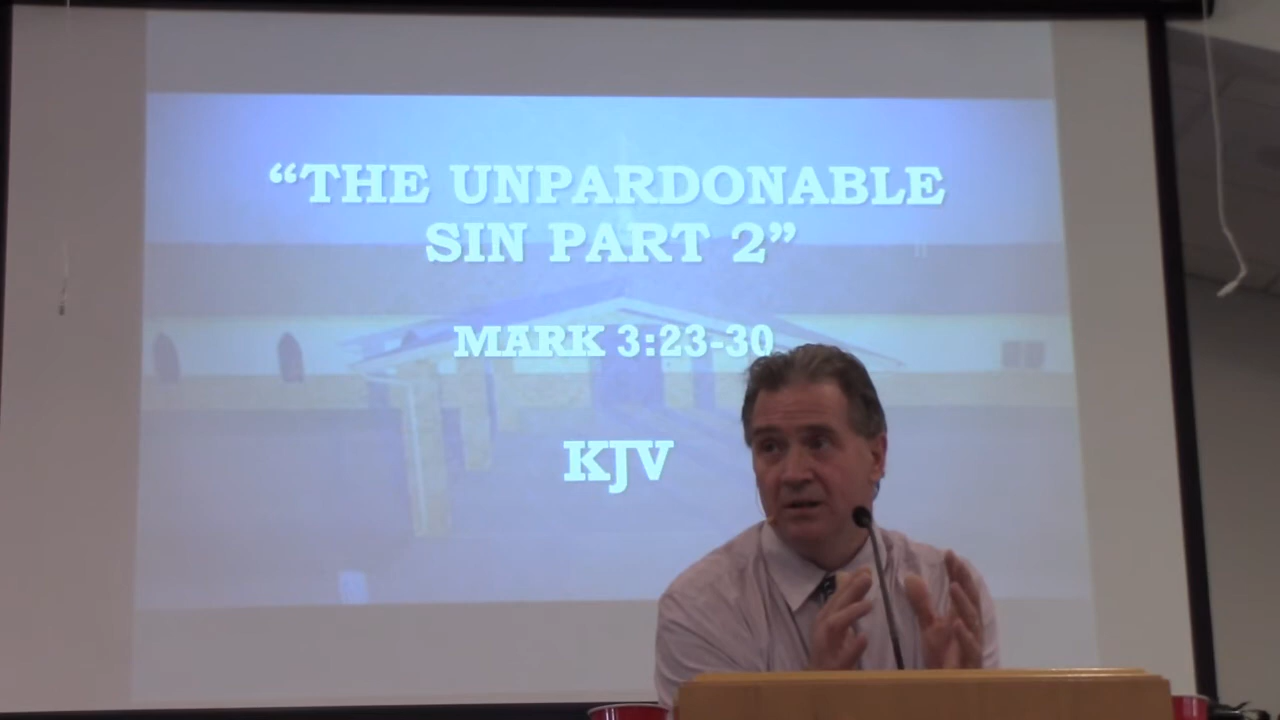 “THE UNPARDONABLE
SIN PART 2”
MARK 3:23-30
KJV